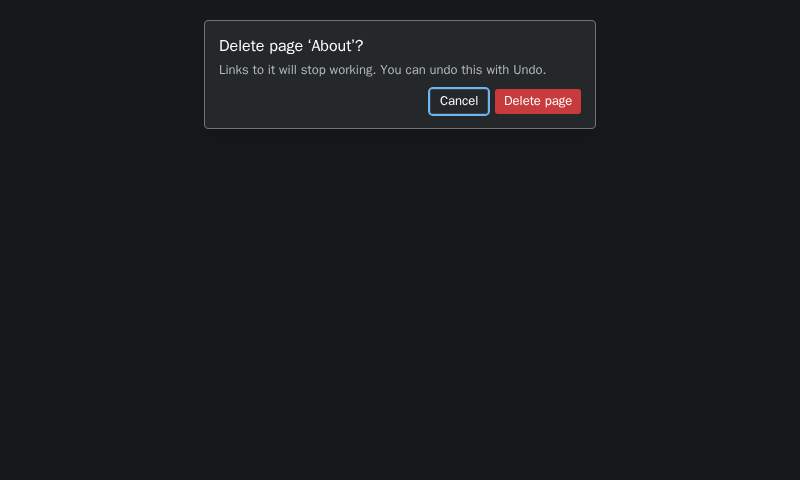 Delete page ‘About’?
Links to it will stop working. You can undo this with Undo.
Cancel
Delete page